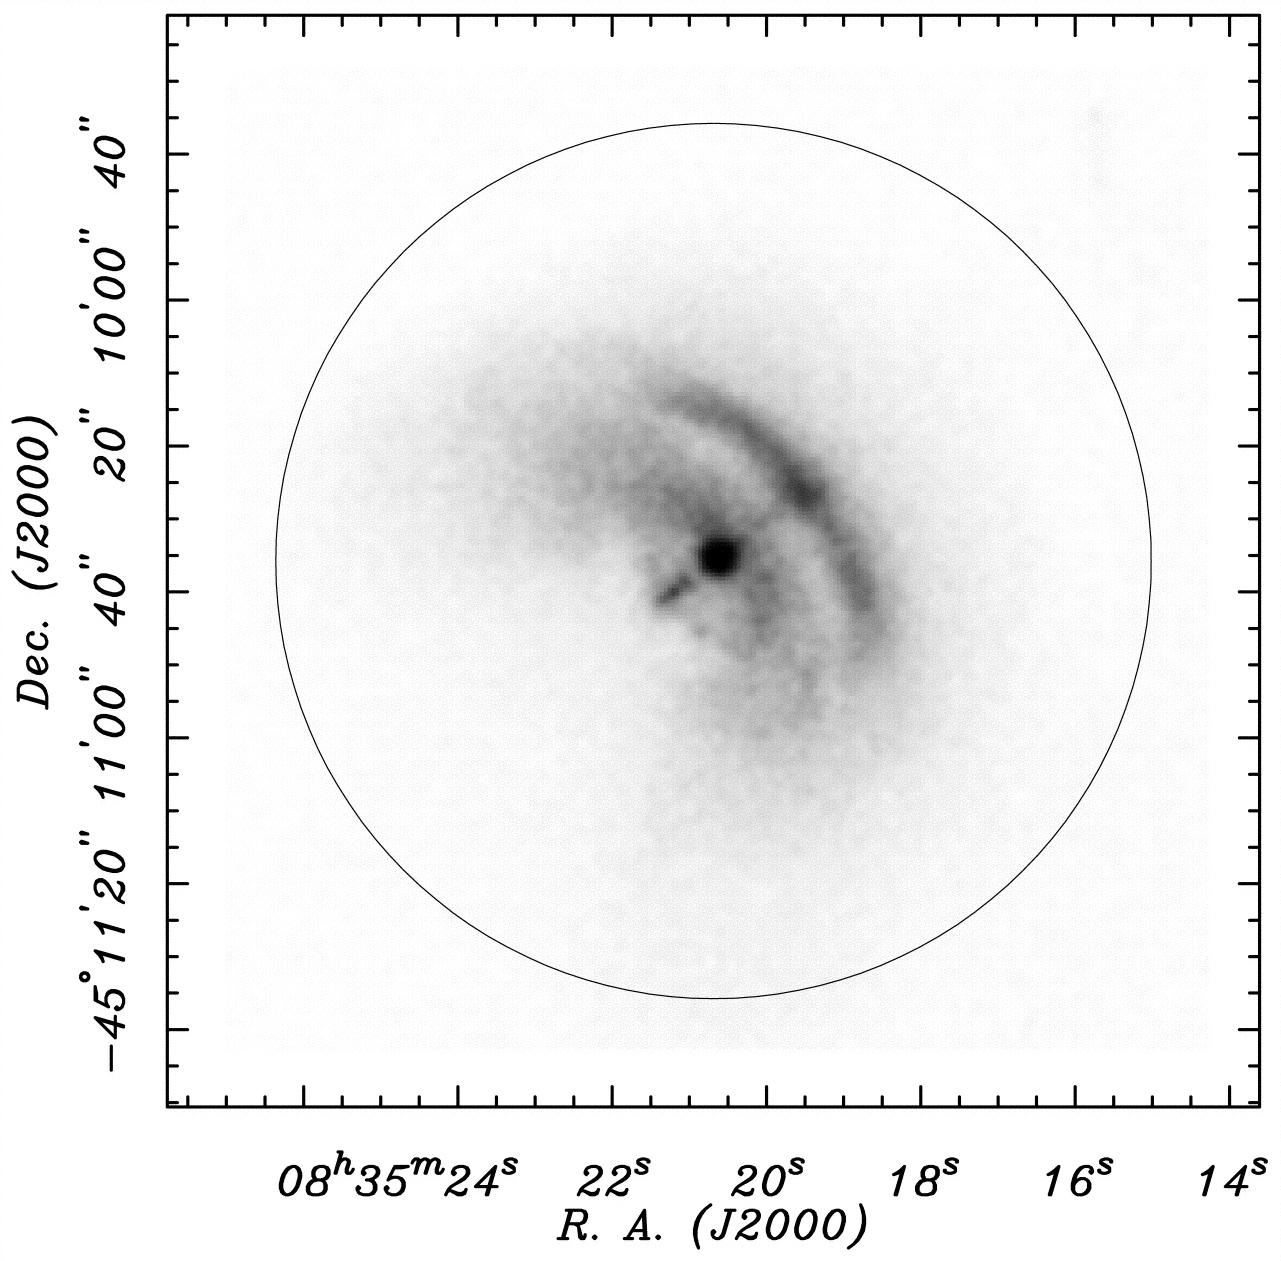 40"
10'00"
20"
40"
11'00"
−45°11'20"
Dec. (J2000)
08ʰ35ᵐ24ˢ 22ˢ 20ˢ 18ˢ 16ˢ 14ˢ
R. A. (J2000)